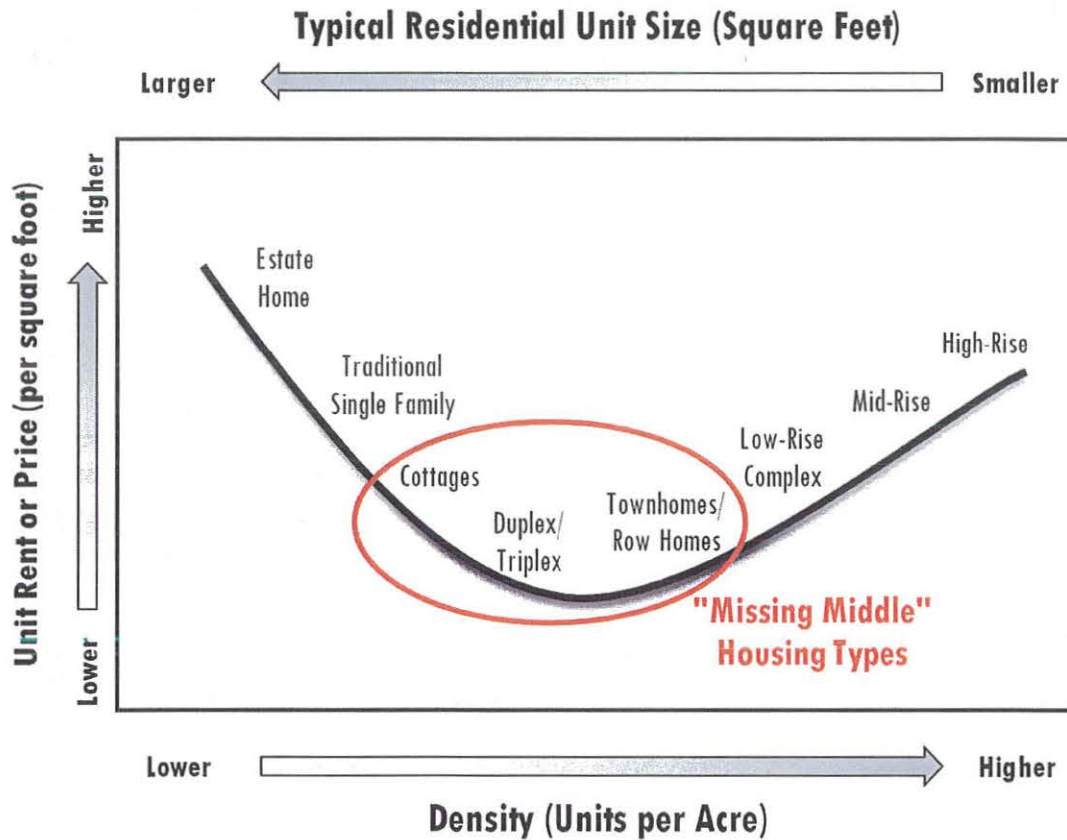 Typical Residential Unit Size (Square Feet)
Larger
Smaller
Unit Rent or Price (per square foot)
Higher
Lower
Estate
Home
Traditional
Single Family
Cottages
Duplex/
Triplex
Townhomes/
Row Homes
Low-Rise
Complex
Mid-Rise
High-Rise
"Missing Middle"
Housing Types
Lower
Higher
Density (Units per Acre)